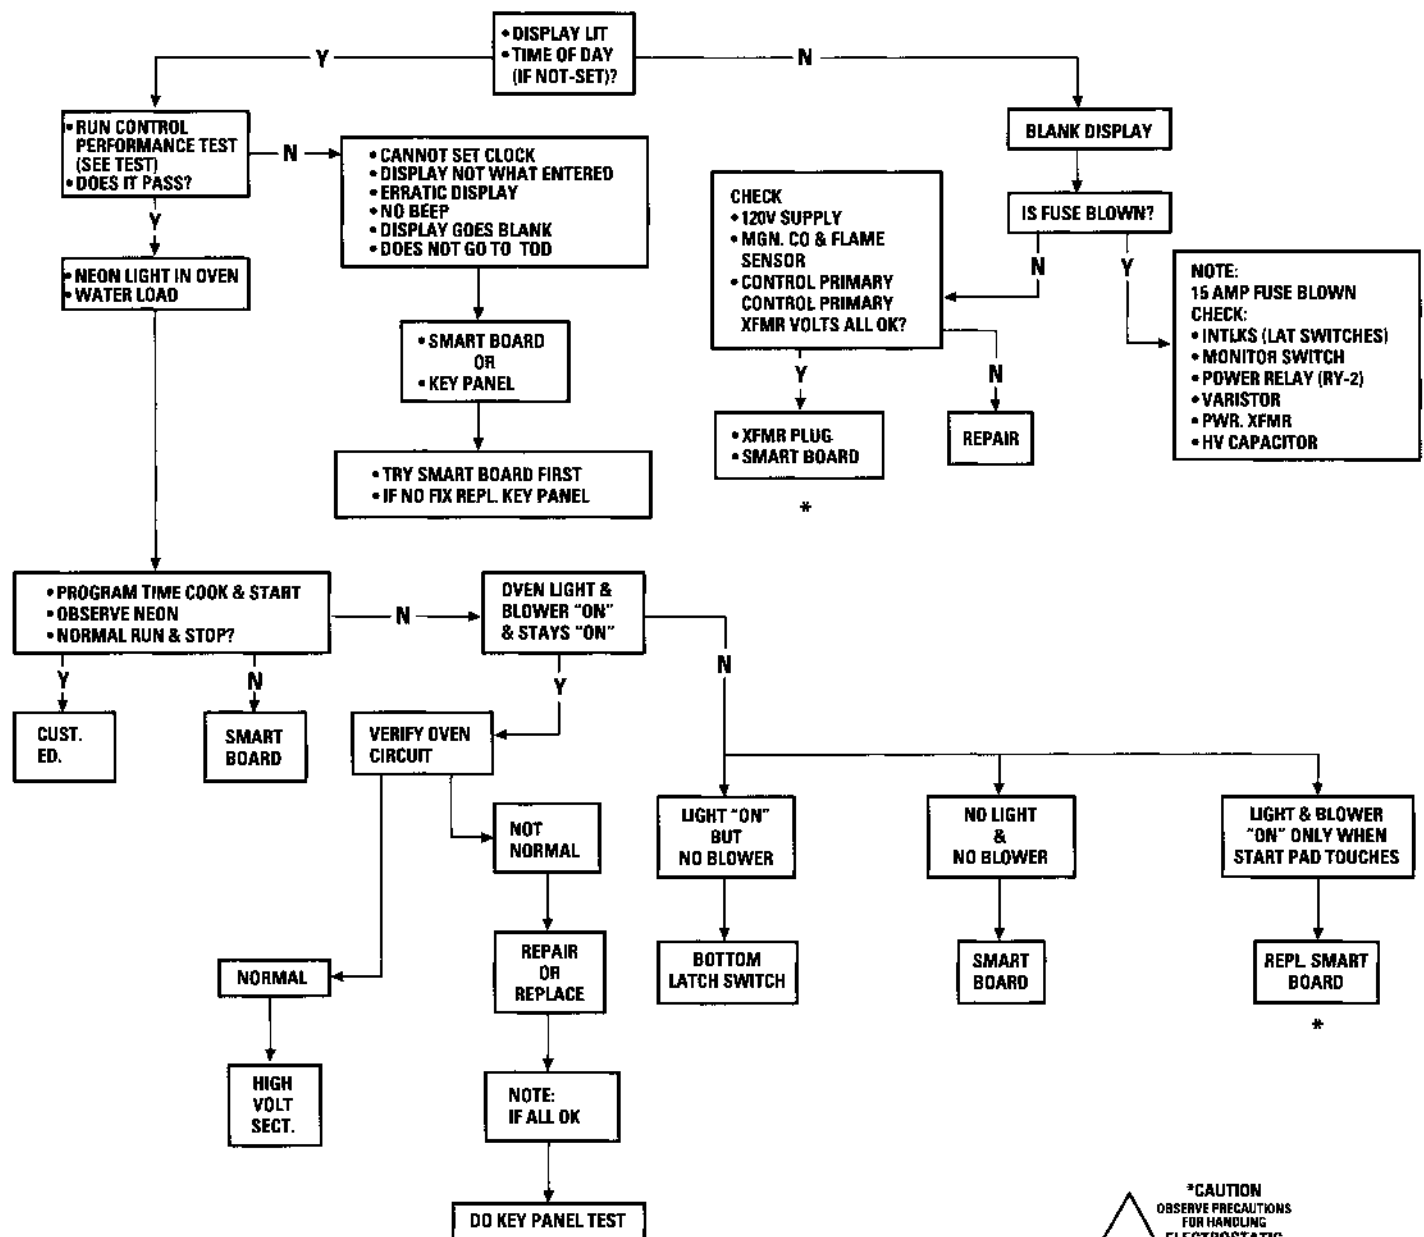 • DISPLAY LIT
• TIME OF DAY
(IF NOT-SET)?
Y
N
• RUN CONTROL
PERFORMANCE TEST
(SEE TEST)
• DOES IT PASS?
N
Y
• CANNOT SET CLOCK
• DISPLAY NOT WHAT ENTERED
• ERRATIC DISPLAY
• NO BEEP
• DISPLAY GOES BLANK
• DOES NOT GO TO TOD
BLANK DISPLAY
IS FUSE BLOWN?
N
Y
CHECK
• 120V SUPPLY
• MGN. CO & FLAME
SENSOR
• CONTROL PRIMARY
CONTROL PRIMARY
XFMR VOLTS ALL OK?
Y
N
NOTE:
15 AMP FUSE BLOWN
CHECK:
• INTLKS (LAT SWITCHES)
• MONITOR SWITCH
• POWER RELAY (RY-2)
• VARISTOR
• PWR. XFMR
• HV CAPACITOR
• NEON LIGHT IN OVEN
• WATER LOAD
• SMART BOARD
OR
• KEY PANEL
• XFMR PLUG
• SMART BOARD
*
REPAIR
• TRY SMART BOARD FIRST
• IF NO FIX REPL. KEY PANEL
• PROGRAM TIME COOK & START
• OBSERVE NEON
• NORMAL RUN & STOP?
N
Y
N
OVEN LIGHT &
BLOWER "ON"
& STAYS "ON"
Y
N
CUST.
ED.
SMART
BOARD
VERIFY OVEN
CIRCUIT
NOT
NORMAL
LIGHT "ON"
BUT
NO BLOWER
NO LIGHT
&
NO BLOWER
LIGHT & BLOWER
"ON" ONLY WHEN
START PAD TOUCHES
NORMAL
REPAIR
OR
REPLACE
BOTTOM
LATCH SWITCH
SMART
BOARD
REPL. SMART
BOARD
*
HIGH
VOLT
SECT.
NOTE:
IF ALL OK
DO KEY PANEL TEST
*CAUTION
OBSERVE PRECAUTIONS
FOR HANDLING
ELECTROSTATIC